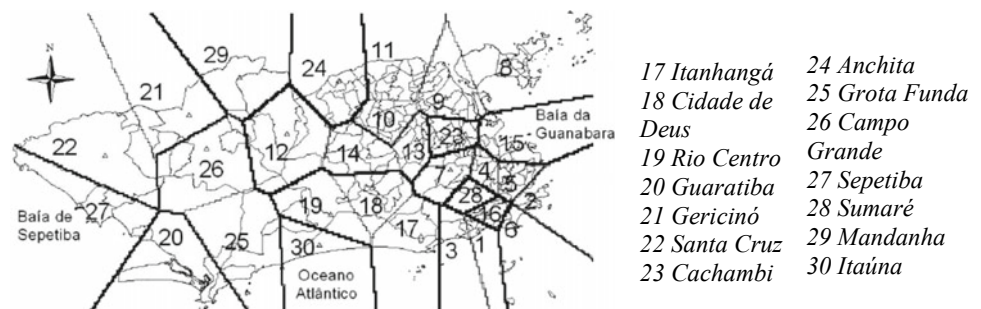 N
11
29
24
8
21
9
10
Baía da
Guanabara
23
22
12
14
13
15
26
7
4
5
28
2
27
19
18
16
Baía de
Sepetiba
20
25
30
17
3
1
6
Oceano
Atlântico
17 Itanhangá
18 Cidade de
Deus
19 Rio Centro
20 Guaratiba
21 Gericinó
22 Santa Cruz
23 Cachambi
24 Anchita
25 Grota Funda
26 Campo
Grande
27 Sepetiba
28 Sumaré
29 Mandanha
30 Itaúna